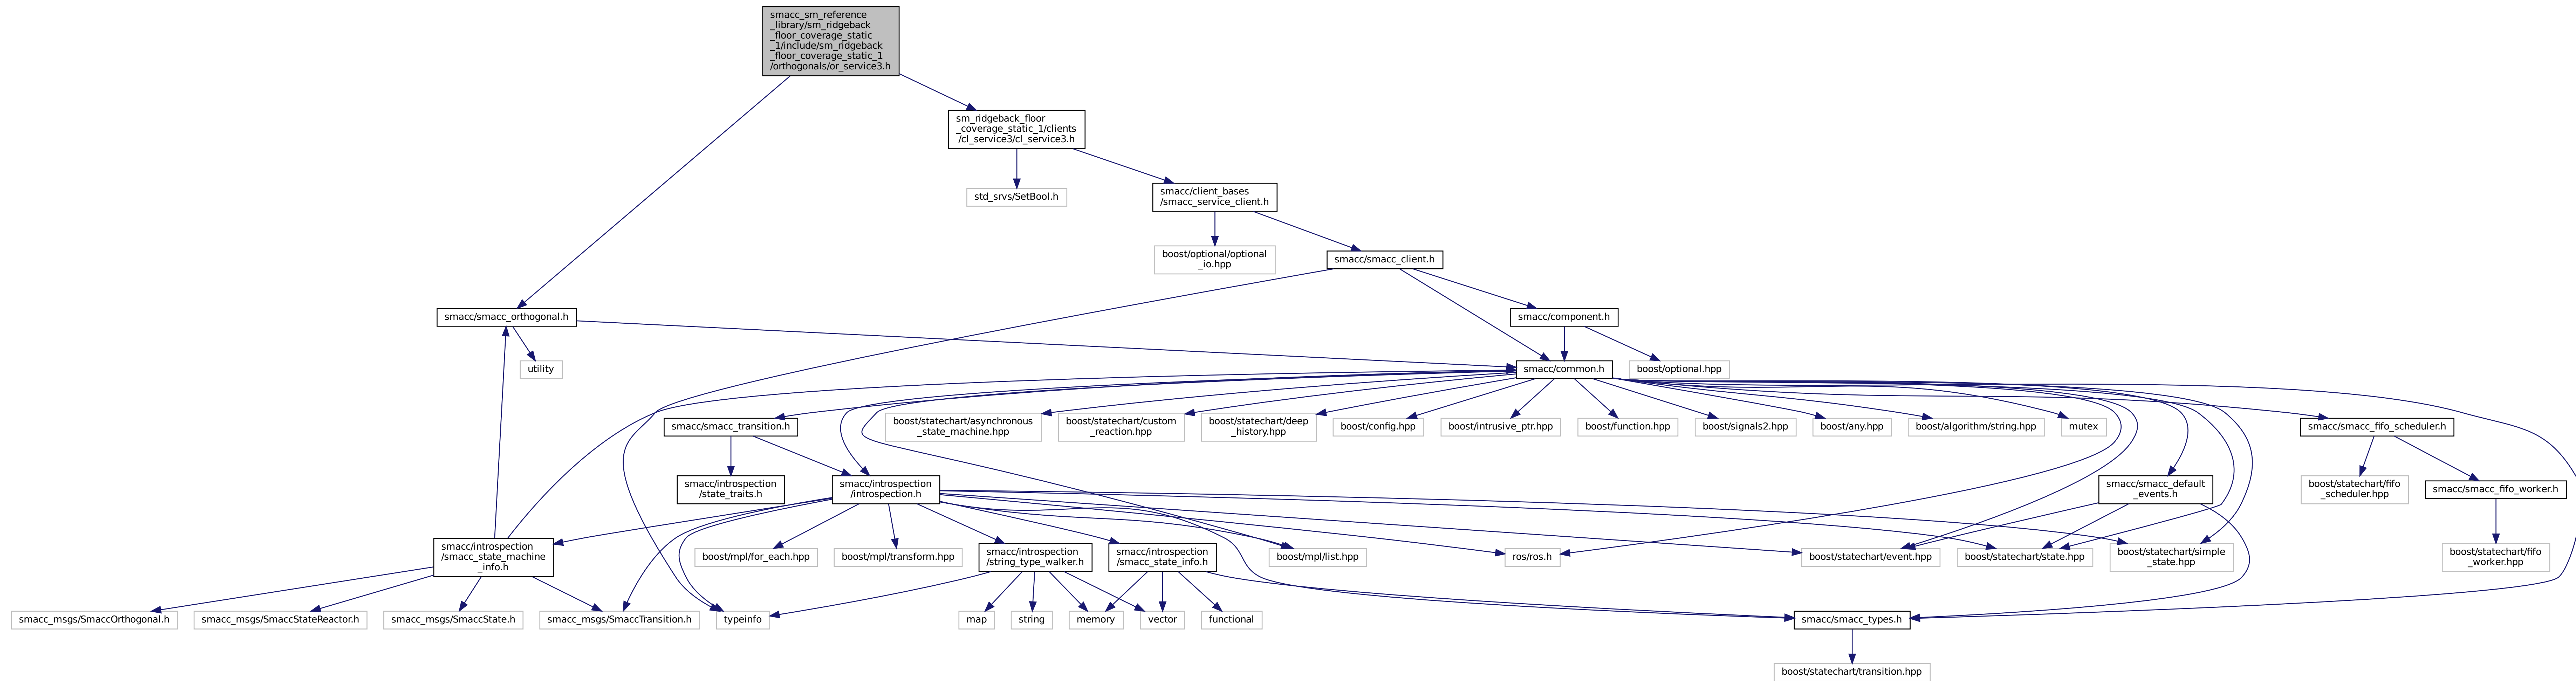 smacc_sm_reference
_library/sm_ridgeback
_floor_coverage_static
_1/include/sm_ridgeback
_floor_coverage_static_1
/orthogonals/or_service3.h
sm_ridgeback_floor
_coverage_static_1/clients
/cl_service3/cl_service3.h
std_srvs/SetBool.h
smacc/client_bases
/smacc_service_client.h
boost/optional/optional
_io.hpp
smacc/smacc_client.h
smacc/smacc_orthogonal.h
smacc/component.h
utility
smacc/common.h
boost/optional.hpp
smacc/smacc_transition.h
boost/statechart/asynchronous
_state_machine.hpp
boost/statechart/custom
_reaction.hpp
boost/statechart/deep
_history.hpp
boost/config.hpp
boost/intrusive_ptr.hpp
boost/function.hpp
boost/signals2.hpp
boost/any.hpp
boost/algorithm/string.hpp
mutex
smacc/smacc_fifo_scheduler.h
smacc/introspection
/state_traits.h
smacc/introspection
/introspection.h
smacc/smacc_default
_events.h
boost/statechart/fifo
_scheduler.hpp
smacc/smacc_fifo_worker.h
smacc/introspection
/smacc_state_machine
_info.h
boost/mpl/for_each.hpp
boost/mpl/transform.hpp
smacc/introspection
/string_type_walker.h
smacc/introspection
/smacc_state_info.h
boost/mpl/list.hpp
ros/ros.h
boost/statechart/event.hpp
boost/statechart/state.hpp
boost/statechart/simple
_state.hpp
boost/statechart/fifo
_worker.hpp
smacc_msgs/SmaccOrthogonal.h
smacc_msgs/SmaccStateReactor.h
smacc_msgs/SmaccState.h
smacc_msgs/SmaccTransition.h
typeinfo
map
string
memory
vector
functional
smacc/smacc_types.h
boost/statechart/transition.hpp